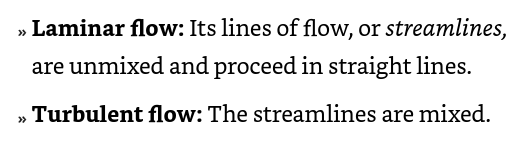 » Laminar flow: Its lines of flow, or streamlines,
are unmixed and proceed in straight lines.
» Turbulent flow: The streamlines are mixed.